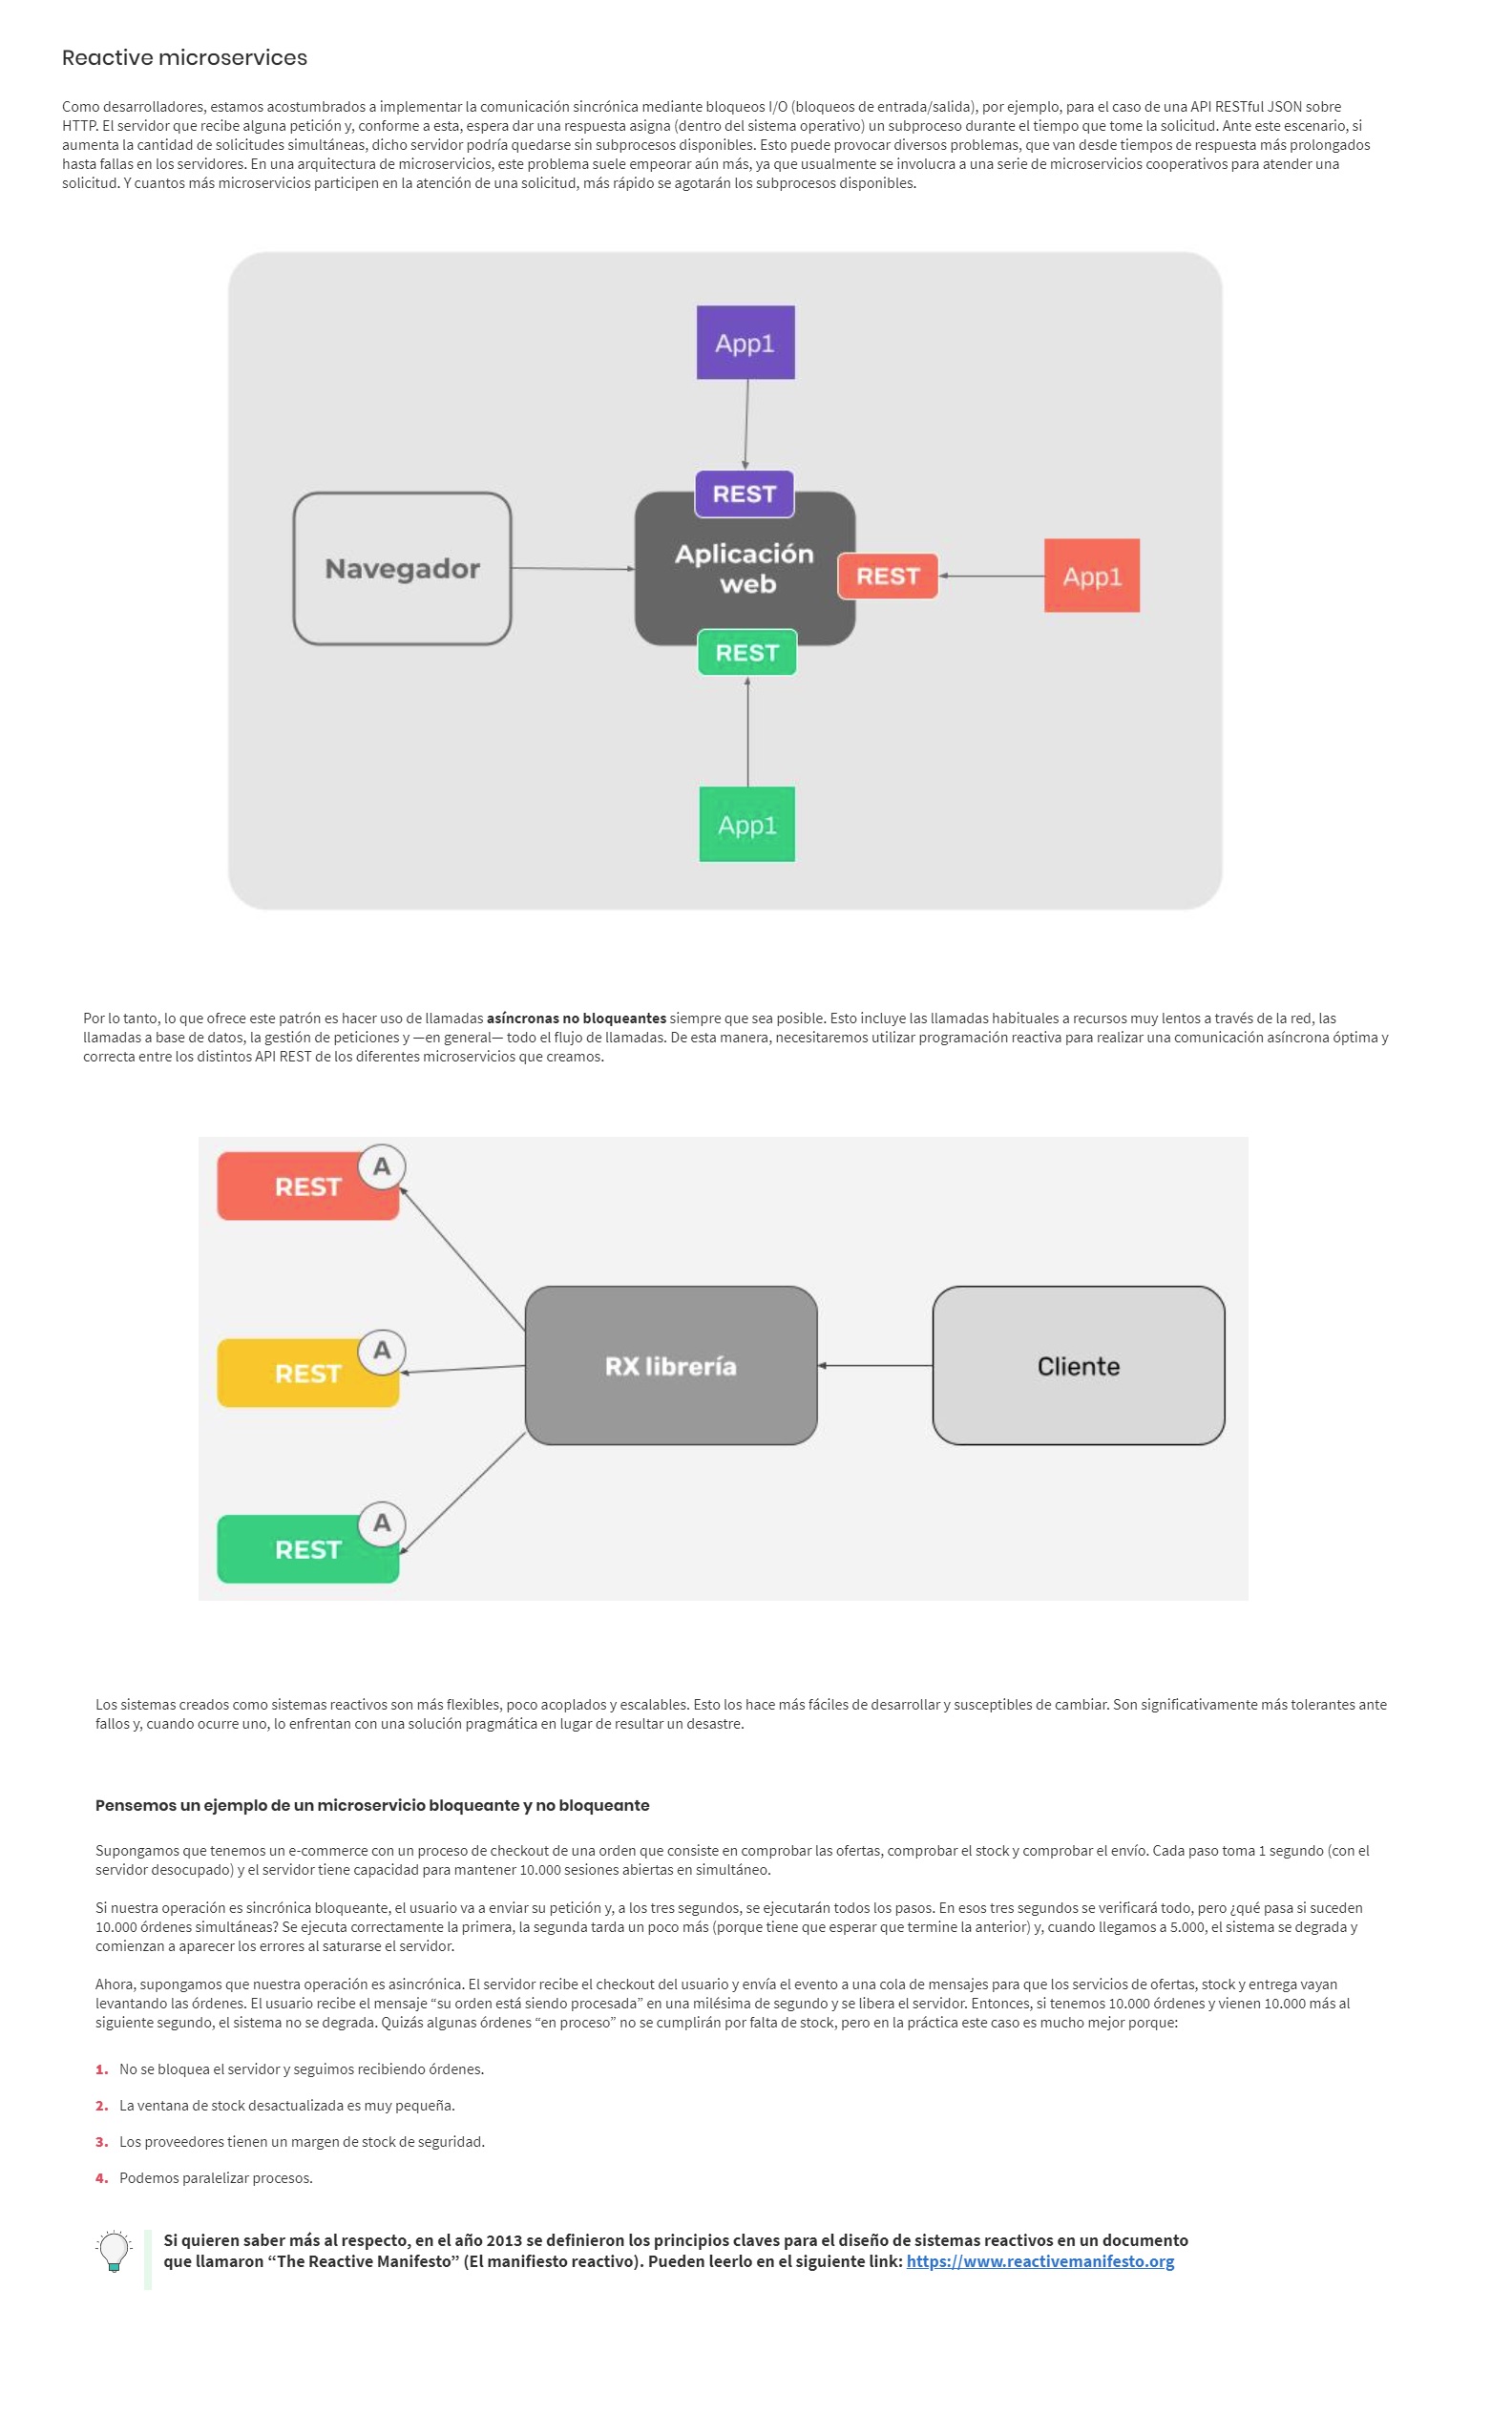 Reactive microservices
Como desarrolladores, estamos acostumbrados a implementar la comunicación sincrónica mediante bloqueos I/O (bloqueos de entrada/salida), por ejemplo, para el caso de una API RESTful JSON sobre
HTTP. El servidor que recibe alguna petición y, conforme a esta, espera dar una respuesta asigna (dentro del sistema operativo) un subproceso durante el tiempo que tome la solicitud. Ante este escenario, si
aumenta la cantidad de solicitudes simultáneas, dicho servidor podría quedarse sin subprocesos disponibles. Esto puede provocar diversos problemas, que van desde tiempos de respuesta más prolongados
hasta fallas en los servidores. En una arquitectura de microservicios, este problema suele empeorar aún más, ya que usualmente se involucra a una serie de microservicios cooperativos para atender una
solicitud. Y cuantos más microservicios participen en la atención de una solicitud, más rápido se agotarán los subprocesos disponibles.
App1
REST
Navegador
Aplicación
web
REST
App1
REST
App1
Por lo tanto, lo que ofrece este patrón es hacer uso de llamadas asíncronas no bloqueantes siempre que sea posible. Esto incluye las llamadas habituales a recursos muy lentos a través de la red, las
llamadas a base de datos, la gestión de peticiones y —en general— todo el flujo de llamadas. De esta manera, necesitaremos utilizar programación reactiva para realizar una comunicación asíncrona óptima y
correcta entre los distintos API REST de los diferentes microservicios que creamos.
A
REST
A
REST
RX librería
Cliente
A
REST
Los sistemas creados como sistemas reactivos son más flexibles, poco acoplados y escalables. Esto los hace más fáciles de desarrollar y susceptibles de cambiar. Son significativamente más tolerantes ante
fallos y, cuando ocurre uno, lo enfrentan con una solución pragmática en lugar de resultar un desastre.
Pensemos un ejemplo de un microservicio bloqueante y no bloqueante
Supongamos que tenemos un e-commerce con un proceso de checkout de una orden que consiste en comprobar las ofertas, comprobar el stock y comprobar el envío. Cada paso toma 1 segundo (con el
servidor desocupado) y el servidor tiene capacidad para mantener 10.000 sesiones abiertas en simultáneo.
Si nuestra operación es sincrónica bloqueante, el usuario va a enviar su petición y, a los tres segundos, se ejecutarán todos los pasos. En esos tres segundos se verificará todo, pero ¿qué pasa si suceden
10.000 órdenes simultáneas? Se ejecuta correctamente la primera, la segunda tarda un poco más (porque tiene que esperar que termine la anterior) y, cuando llegamos a 5.000, el sistema se degrada y
comienzan a aparecer los errores al saturarse el servidor.
Ahora, supongamos que nuestra operación es asincrónica. El servidor recibe el checkout del usuario y envía el evento a una cola de mensajes para que los servicios de ofertas, stock y entrega vayan
levantando las órdenes. El usuario recibe el mensaje “su orden está siendo procesada” en una milésima de segundo y se libera el servidor. Entonces, si tenemos 10.000 órdenes y vienen 10.000 más al
siguiente segundo, el sistema no se degrada. Quizás algunas órdenes “en proceso” no se cumplirán por falta de stock, pero en la práctica este caso es mucho mejor porque:
1. No se bloquea el servidor y seguimos recibiendo órdenes.
2. La ventana de stock desactualizada es muy pequeña.
3. Los proveedores tienen un margen de stock de seguridad.
4. Podemos paralelizar procesos.
Si quieren saber más al respecto, en el año 2013 se definieron los principios claves para el diseño de sistemas reactivos en un documento
que llamaron “The Reactive Manifesto” (El manifiesto reactivo). Pueden leerlo en el siguiente link: https://www.reactivemanifesto.org